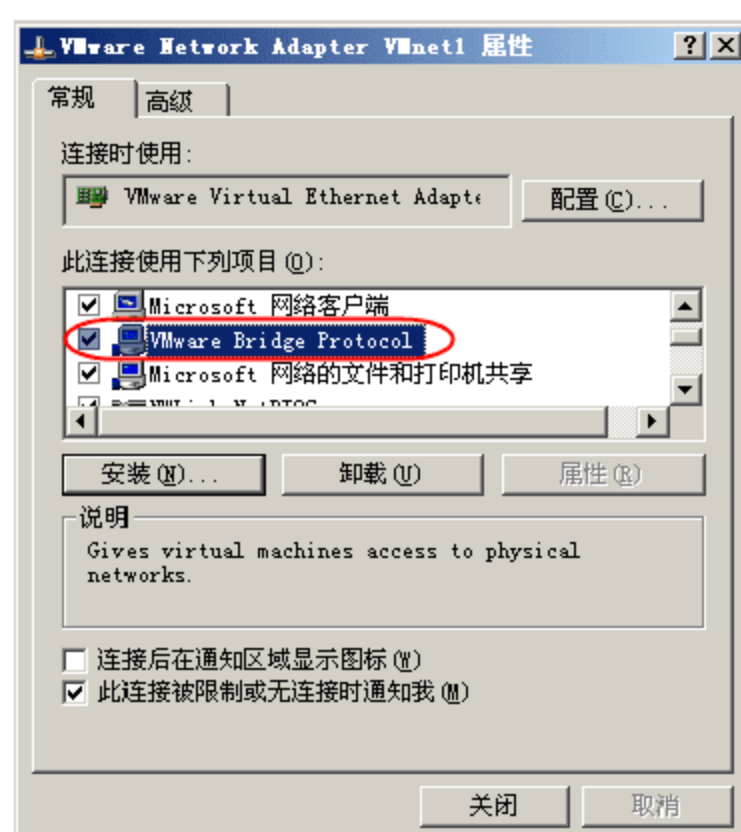 VMware Network Adapter VMnet1 属性
常规 高级
连接时使用:
VMware Virtual Ethernet Adapte
配置(C)...
此连接使用下列项目(O):
Microsoft 网络客户端
VMware Bridge Protocol
Microsoft 网络的文件和打印机共享
安装(N)... 卸载(U) 属性(R)
说明
Gives virtual machines access to physical
networks.
连接后在通知区域显示图标(W)
此连接被限制或无连接时通知我(M)
关闭 取消